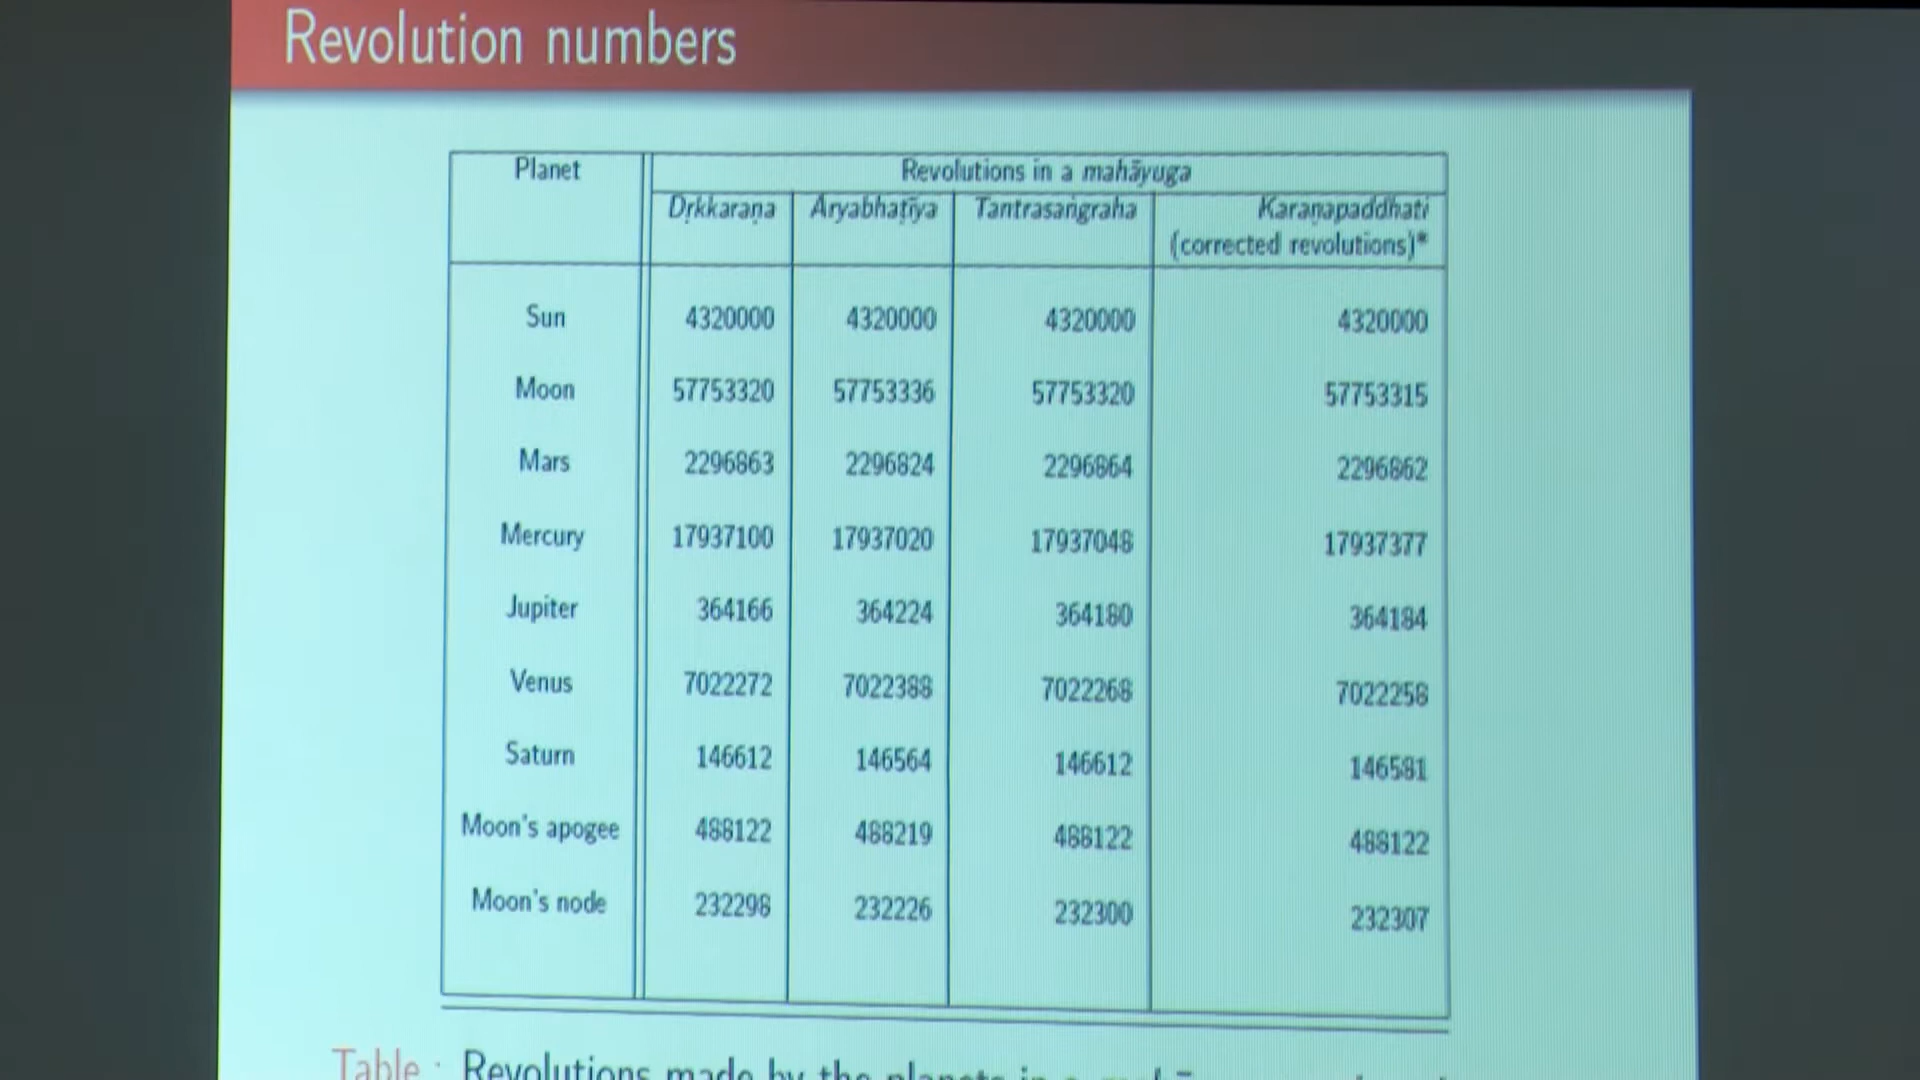 Revolution numbers
Planet Revolutions in a mahāyuga
Dṛkkaraṇa Āryabhaṭīya Tantrasaṅgraha Karaṇapaddhati
(corrected revolutions)*
Sun 4320000 4320000 4320000 4320000
Moon 57753320 57753336 57753320 57753315
Mars 2296863 2296824 2296864 2296862
Mercury 17937100 17937020 17937048 17937377
Jupiter 364166 364224 364180 364184
Venus 7022272 7022388 7022268 7022258
Saturn 146612 146564 146612 146581
Moon's apogee 488122 488219 488122 488122
Moon's node 232298 232226 232300 232307
Table : Revolutions made by the planets in a